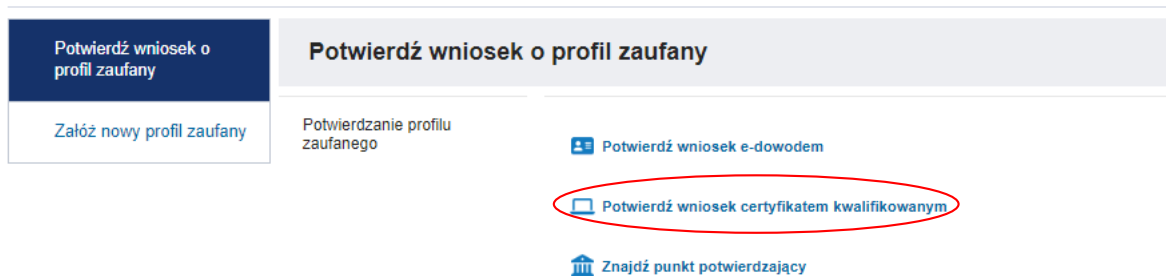 Potwierdź wniosek o
profil zaufany
Załóż nowy profil zaufany
Potwierdź wniosek o profil zaufany
Potwierdzanie profilu
zaufanego
Potwierdź wniosek e-dowodem
Potwierdź wniosek certyfikatem kwalifikowanym
Znajdź punkt potwierdzający